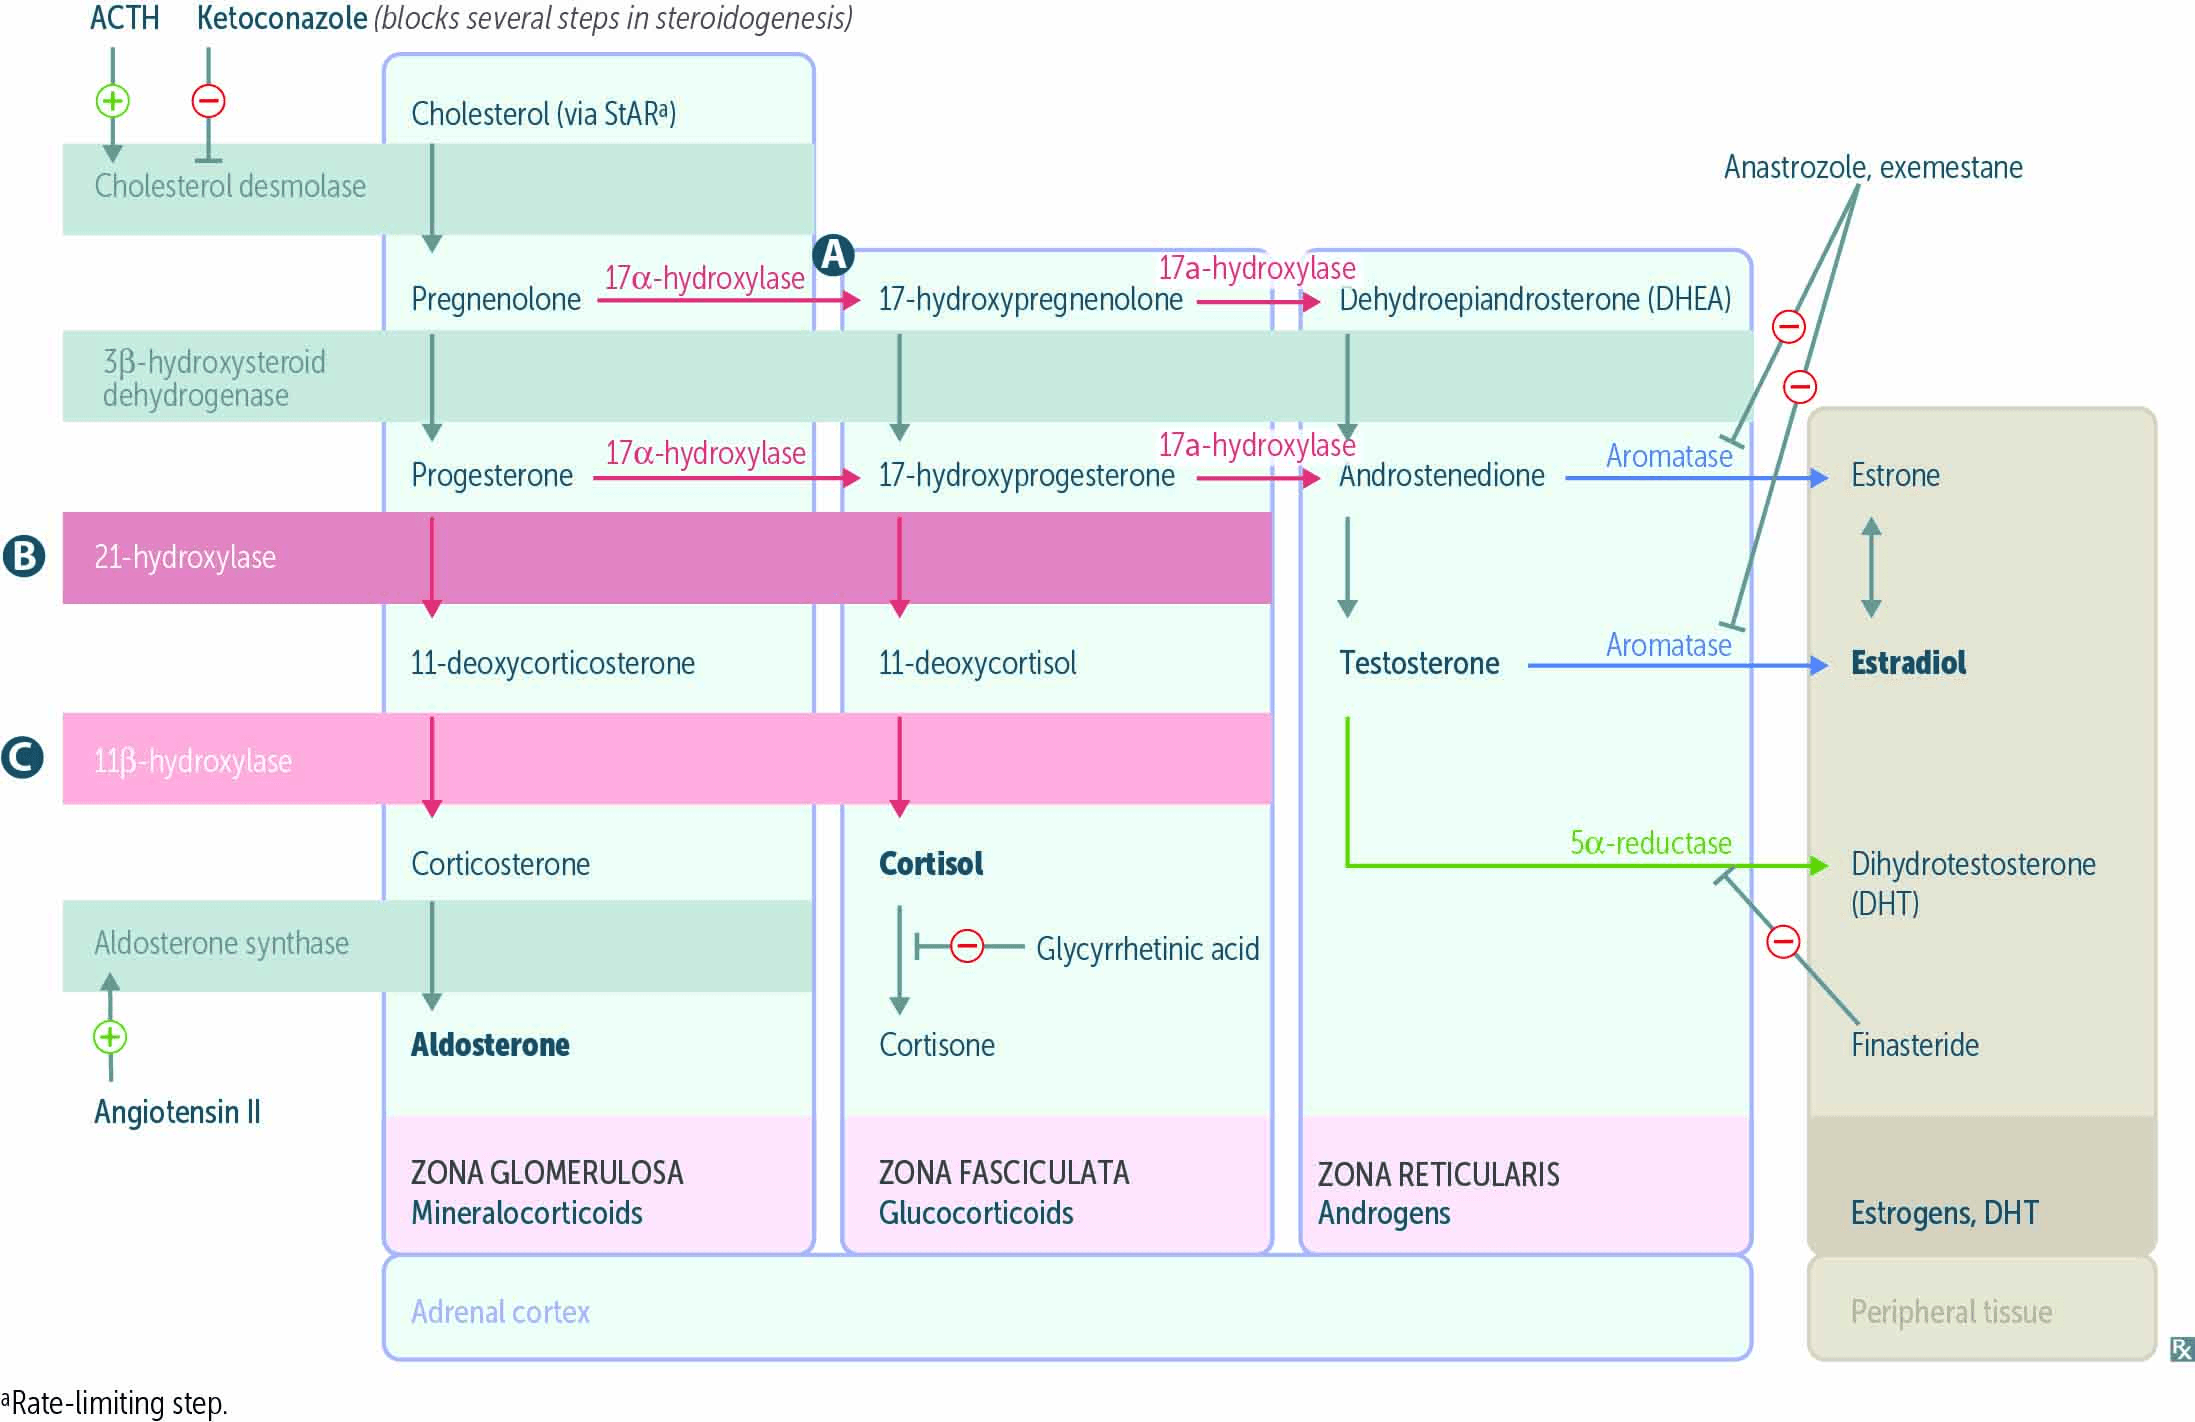 ACTH
Ketoconazole (blocks several steps in steroidogenesis)
Cholesterol (via StARᵃ)
Cholesterol desmolase
Anastrozole, exemestane
A
Pregnenolone
17α-hydroxylase
17-hydroxypregnenolone
17a-hydroxylase
Dehydroepiandrosterone (DHEA)
3β-hydroxysteroid
dehydrogenase
Progesterone
17α-hydroxylase
17-hydroxyprogesterone
17a-hydroxylase
Androstenedione
Aromatase
Estrone
B
21-hydroxylase
11-deoxycorticosterone
11-deoxycortisol
Testosterone
Aromatase
Estradiol
C
11β-hydroxylase
Corticosterone
Cortisol
5α-reductase
Dihydrotestosterone
(DHT)
Aldosterone synthase
Glycyrrhetinic acid
Aldosterone
Cortisone
Finasteride
Angiotensin II
ZONA GLOMERULOSA
Mineralocorticoids
ZONA FASCICULATA
Glucocorticoids
ZONA RETICULARIS
Androgens
Estrogens, DHT
Adrenal cortex
Peripheral tissue
Rx
ᵃRate-limiting step.